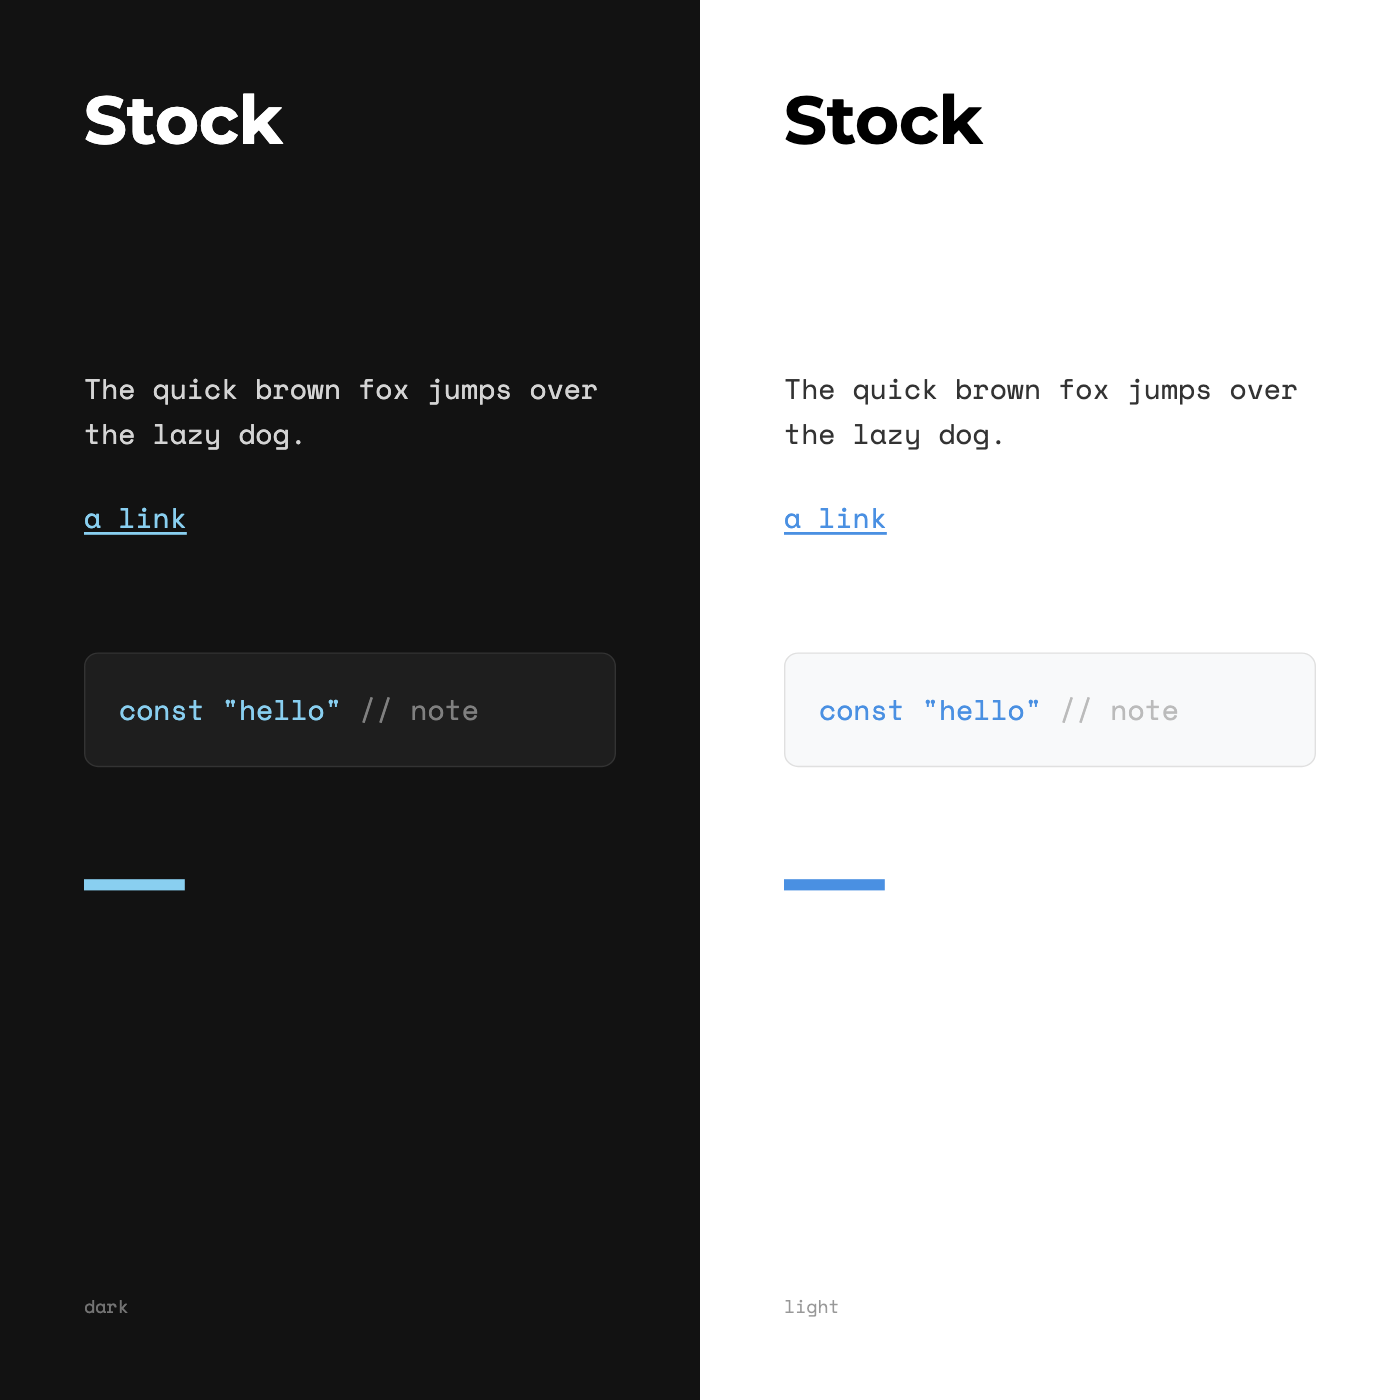 Stock
The quick brown fox jumps over
the lazy dog.
a link
const "hello" // note
dark
Stock
The quick brown fox jumps over
the lazy dog.
a link
const "hello" // note
light